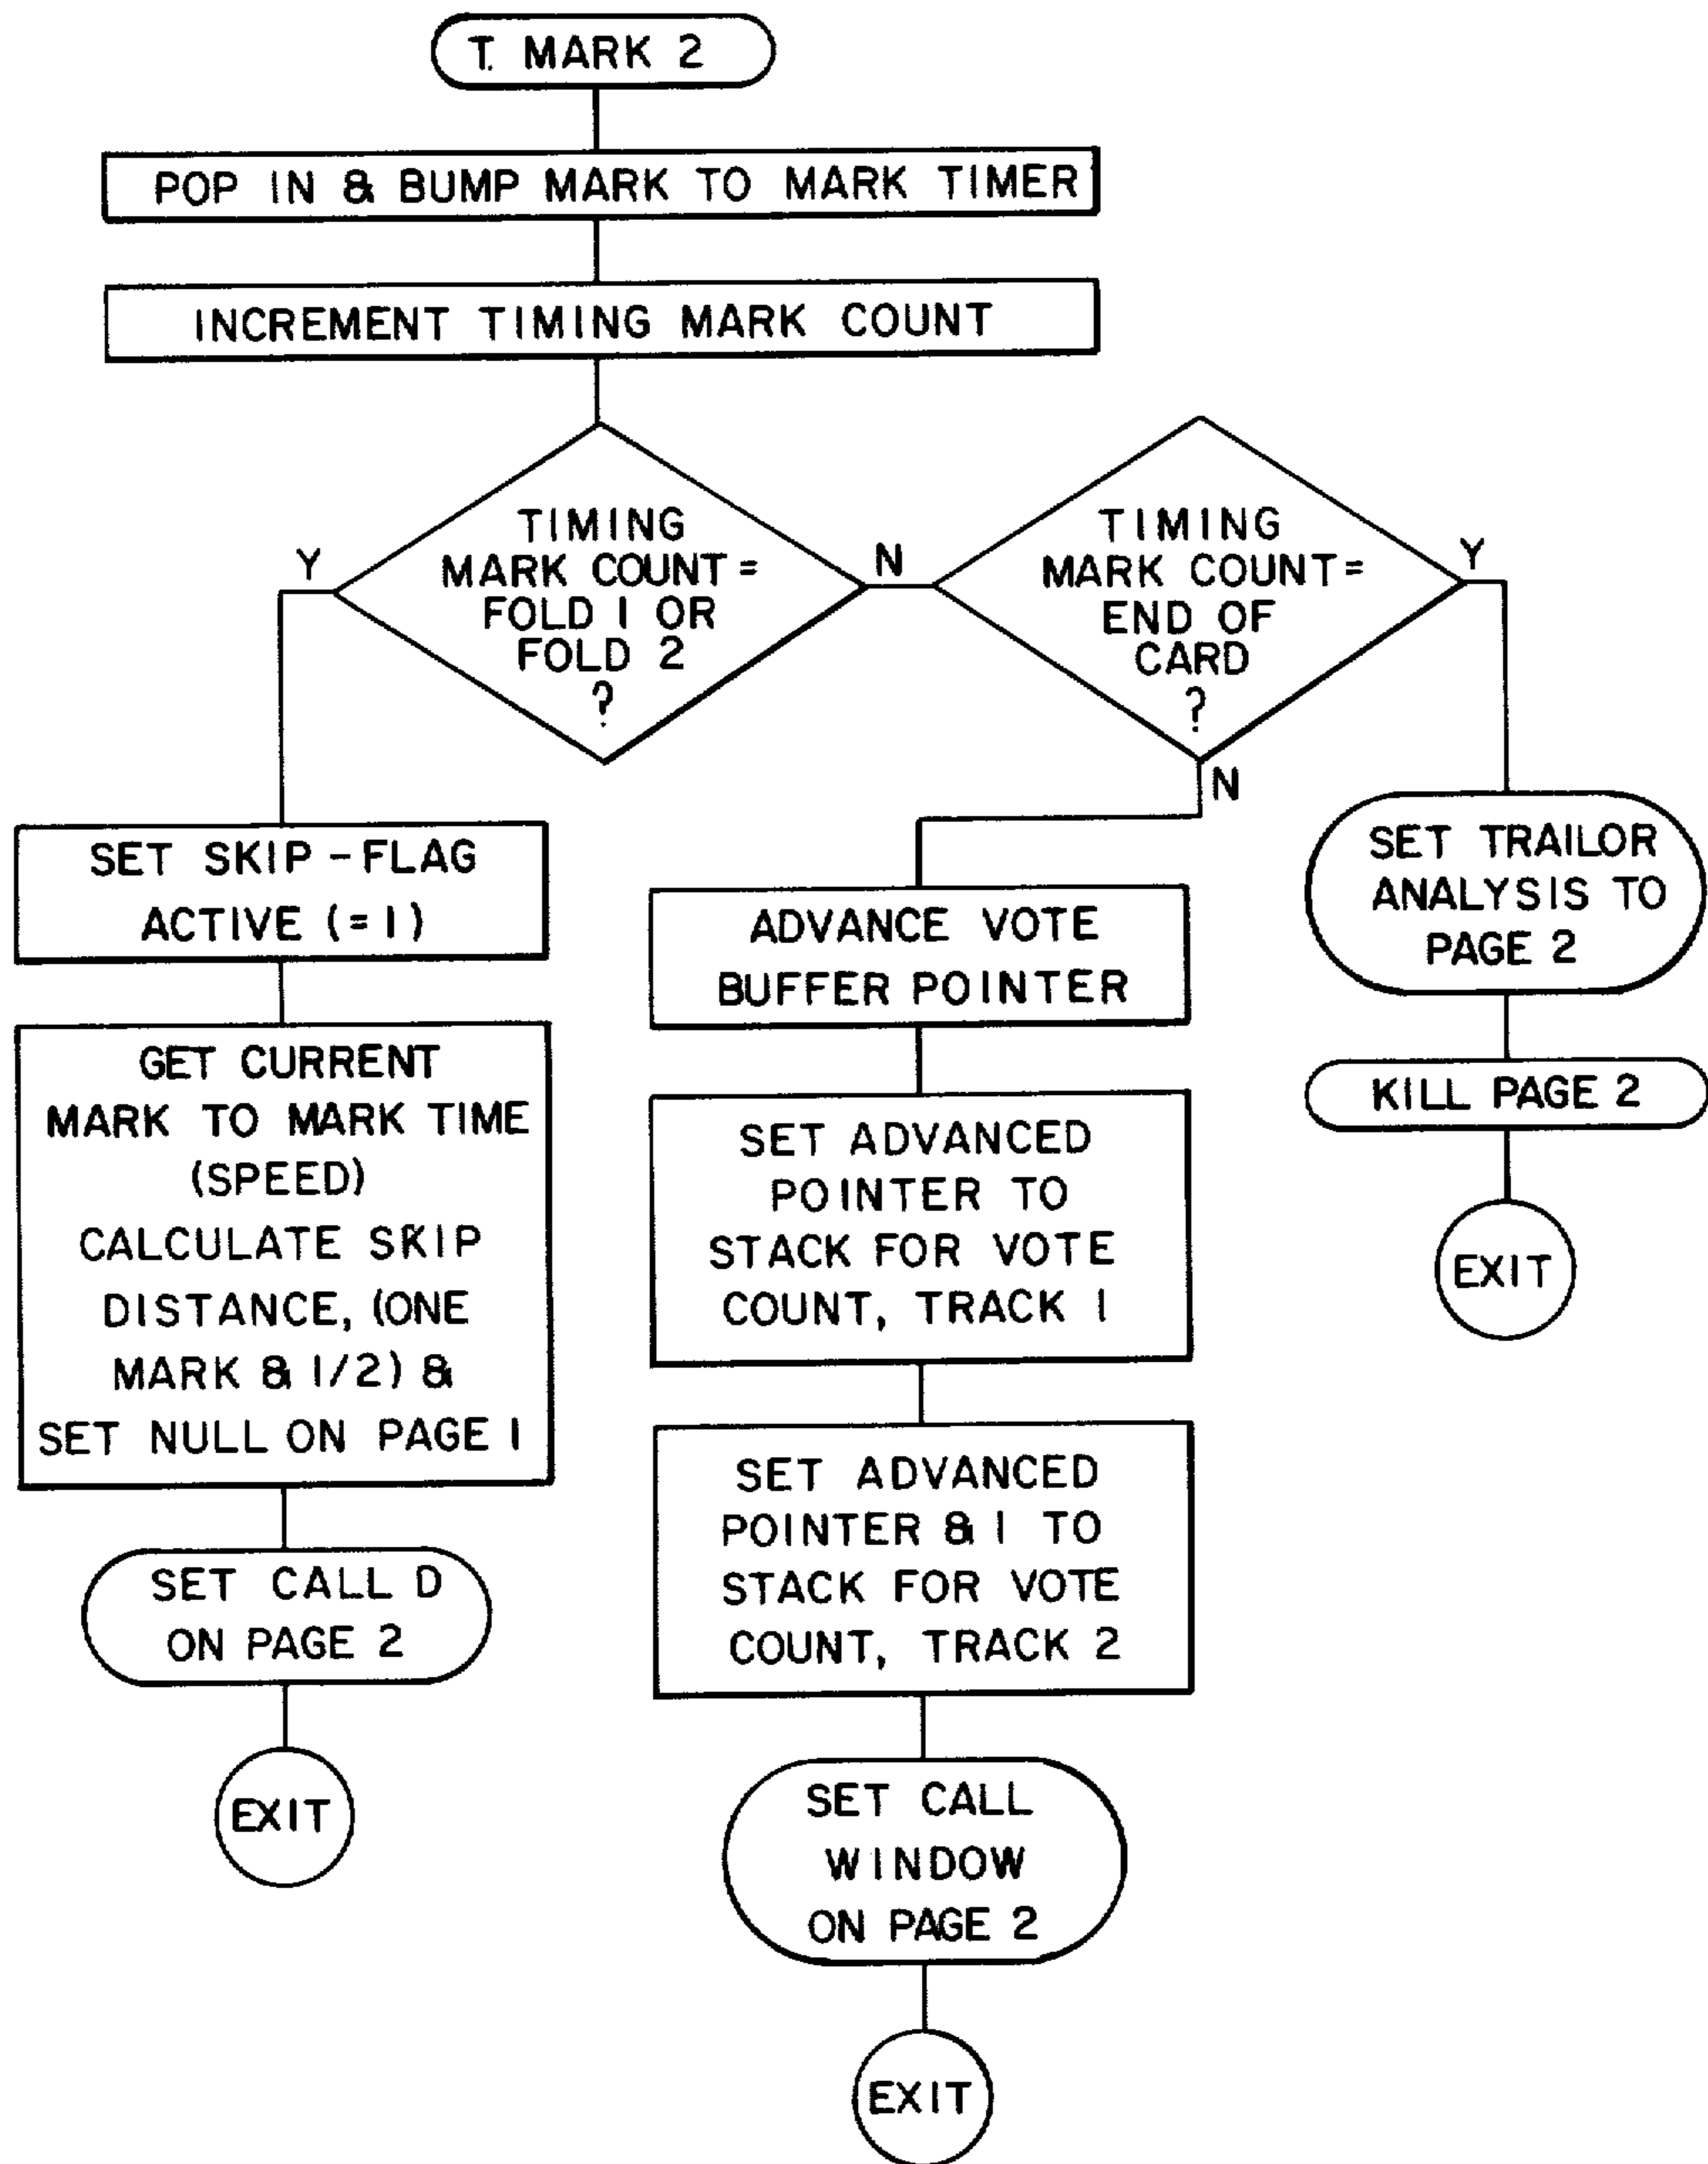 T. MARK 2
POP IN & BUMP MARK TO MARK TIMER
INCREMENT TIMING MARK COUNT
TIMING
MARK COUNT=
FOLD 1 OR
FOLD 2
?
Y
N
TIMING
MARK COUNT=
END OF
CARD
?
Y
N
SET SKIP-FLAG
ACTIVE (=1)
GET CURRENT
MARK TO MARK TIME
(SPEED)
CALCULATE SKIP
DISTANCE, (ONE
MARK & 1/2) &
SET NULL ON PAGE 1
SET CALL D
ON PAGE 2
EXIT
ADVANCE VOTE
BUFFER POINTER
SET ADVANCED
POINTER TO
STACK FOR VOTE
COUNT, TRACK 1
SET ADVANCED
POINTER & 1 TO
STACK FOR VOTE
COUNT, TRACK 2
SET CALL
WINDOW
ON PAGE 2
EXIT
SET TRAILOR
ANALYSIS TO
PAGE 2
KILL PAGE 2
EXIT